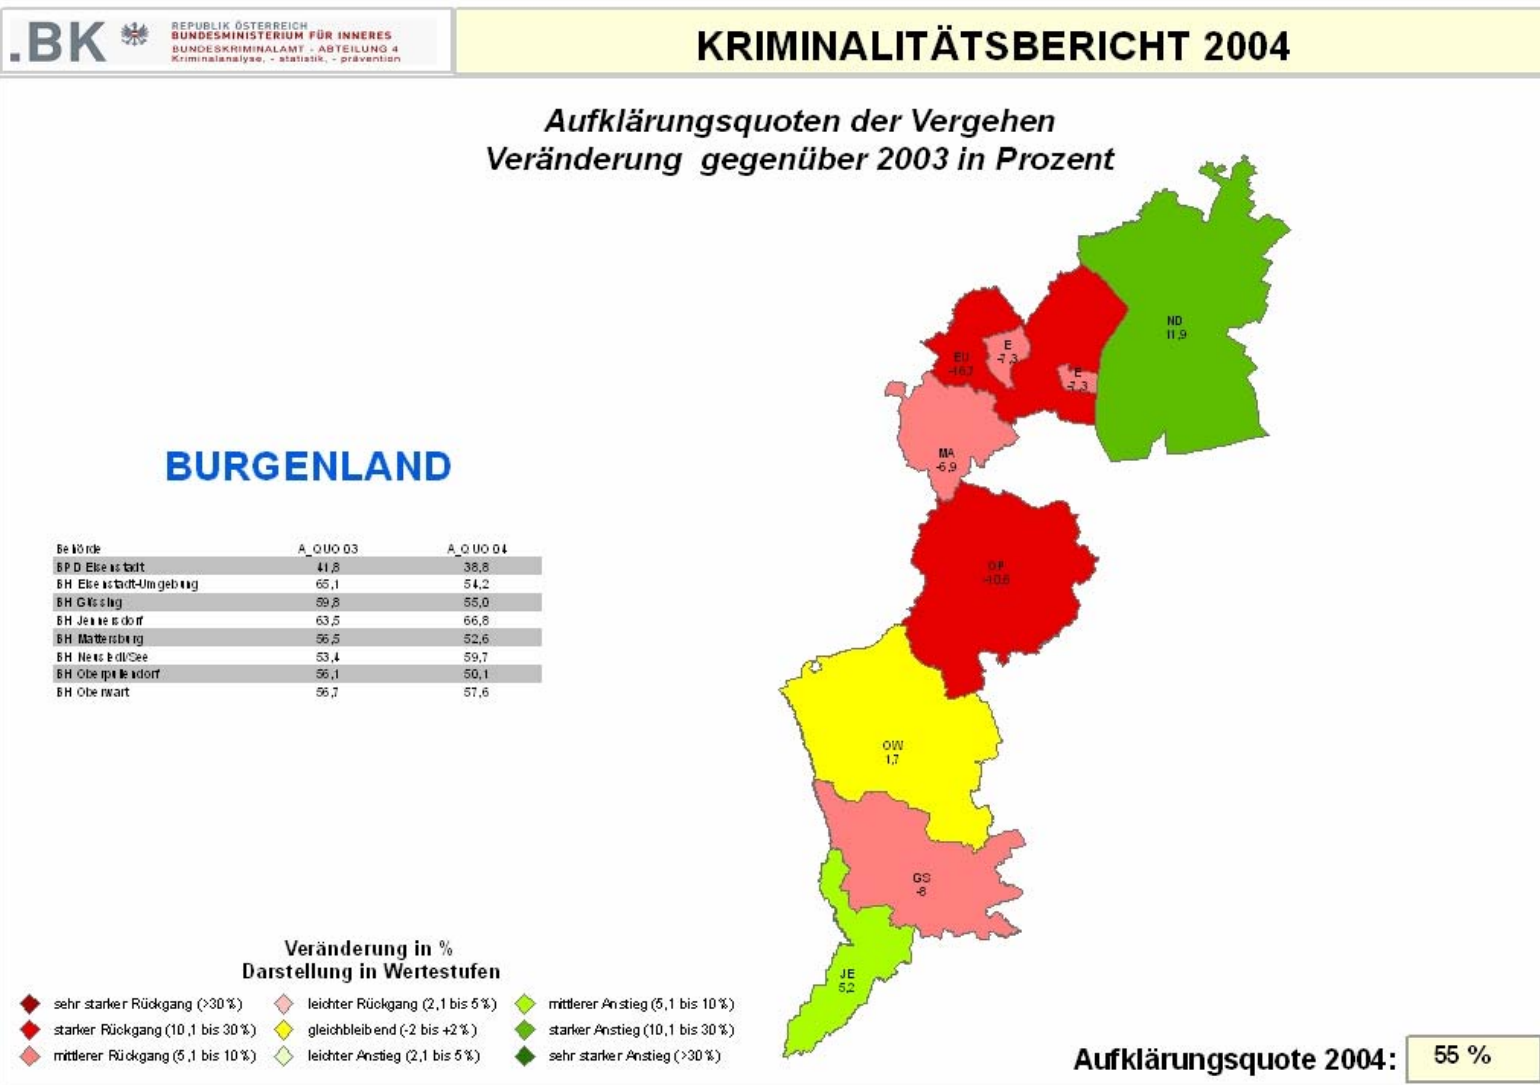 .BK
REPUBLIK ÖSTERREICH
BUNDESMINISTERIUM FÜR INNERES
BUNDESKRIMINALAMT - ABTEILUNG 4
Kriminalanalyse, - statistik, - prävention
KRIMINALITÄTSBERICHT 2004
Aufklärungsquoten der Vergehen
Veränderung gegenüber 2003 in Prozent
ND
11,9
E
-7,3
EU
E
-7,3
MA
-6,9
BURGENLAND
Behörde A_QUO 03 A_QUO 04
BPD Eisenstadt 41,8 38,8
BH Eisenstadt-Umgebung 65,1 54,2
BH Güssing 59,8 55,0
BH Jennersdorf 63,5 66,8
BH Mattersburg 56,5 52,6
BH Neusiedl/See 53,4 59,7
BH Oberpullendorf 56,1 50,1
BH Oberwart 56,7 57,6
OP
OW
1,7
GS
-8
JE
5,2
Veränderung in %
Darstellung in Wertestufen
sehr starker Rückgang (>30%) leichter Rückgang (2,1 bis 5%) mittlerer Anstieg (5,1 bis 10%)
starker Rückgang (10,1 bis 30%) gleichbleibend (-2 bis +2%) starker Anstieg (10,1 bis 30%)
mittlerer Rückgang (5,1 bis 10%) leichter Anstieg (2,1 bis 5%) sehr starker Anstieg (>30%)
Aufklärungsquote 2004: 55 %